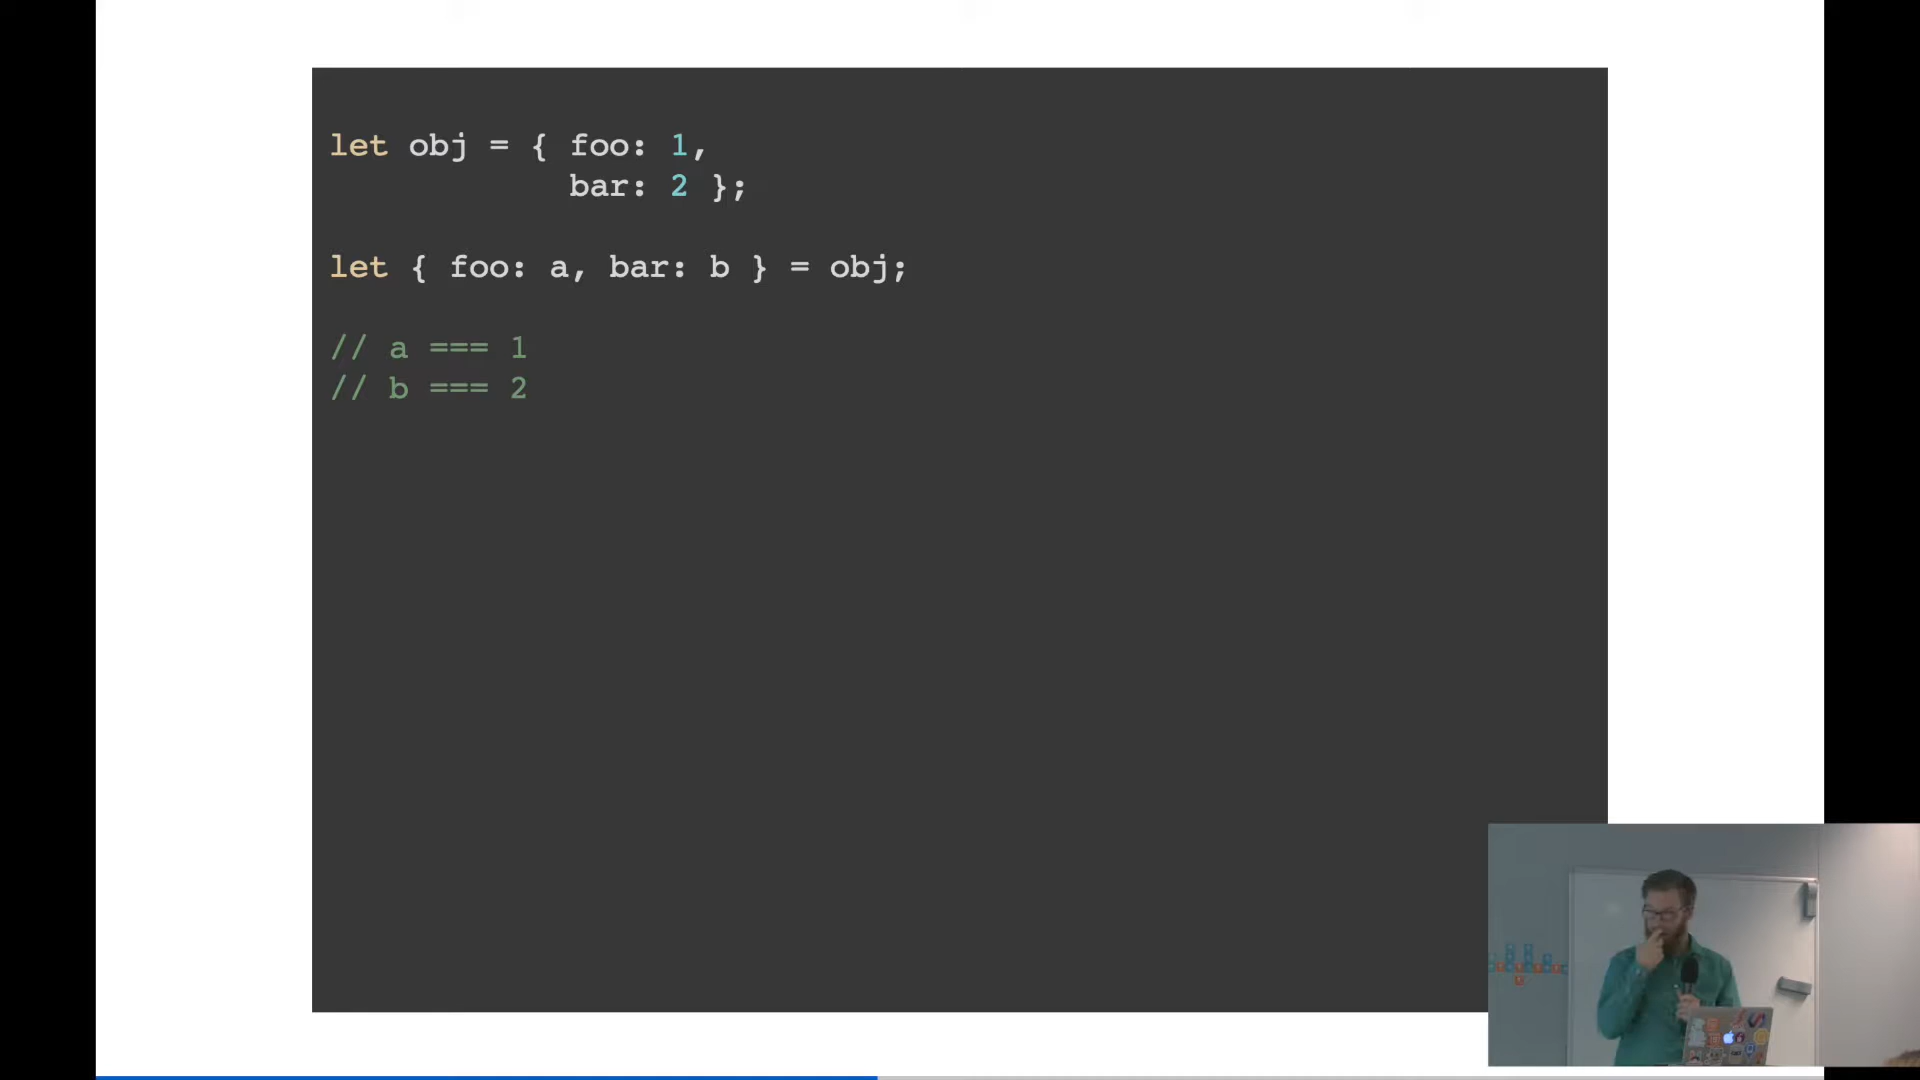 let obj = { foo: 1,
bar: 2 };
let { foo: a, bar: b } = obj;
// a === 1
// b === 2